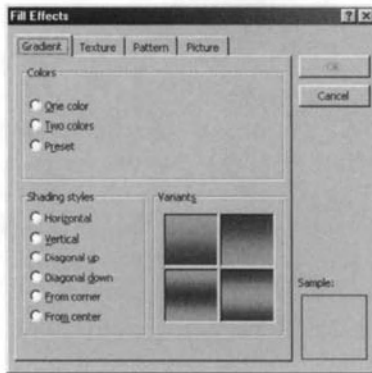 Fill Effects
Gradient
Texture
Pattern
Picture
OK
Cancel
Colors
One color
Two colors
Preset
Shading styles
Horizontal
Vertical
Diagonal up
Diagonal down
From corner
From center
Variants
Sample: